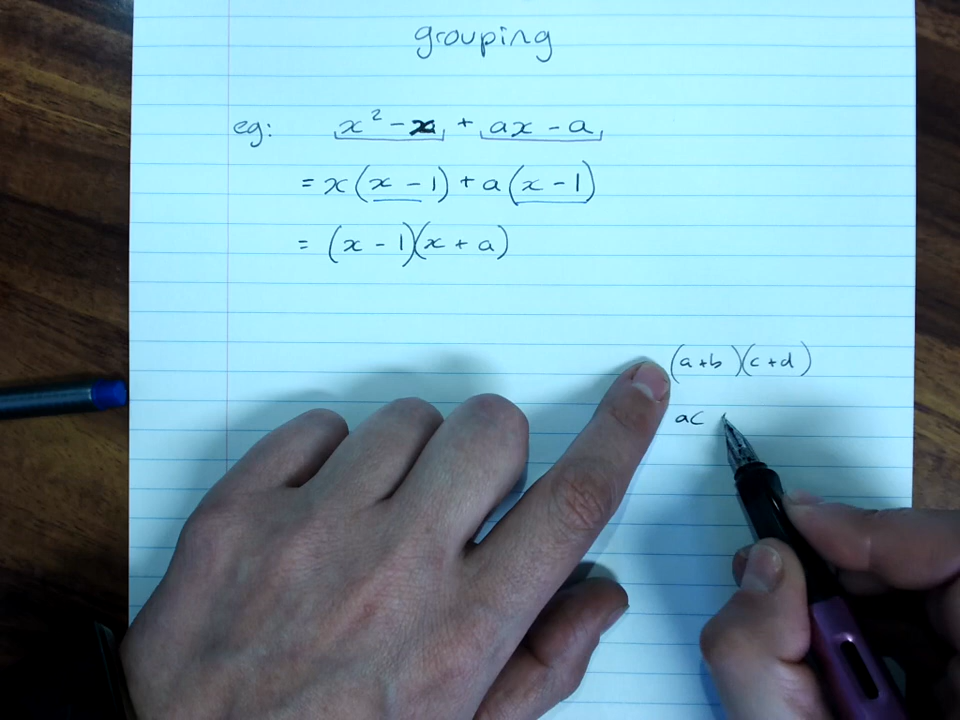 grouping
eg: x² - x + ax - a
= x(x - 1) + a(x - 1)
= (x - 1)(x + a)
(a + b)(c + d)
ac